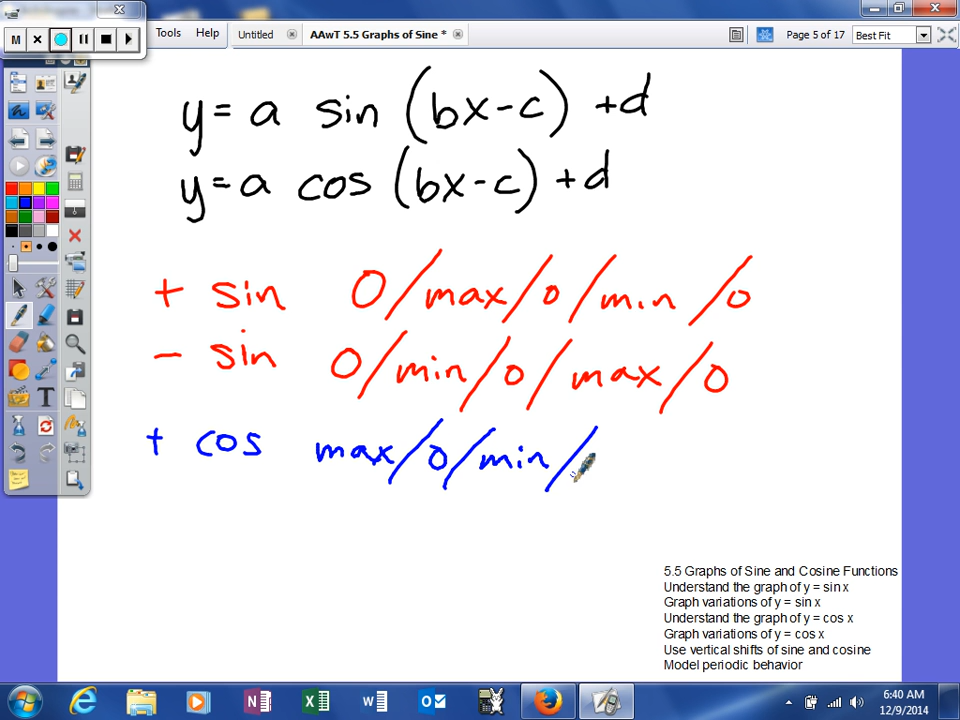 M
Tools Help Untitled AAwT 5.5 Graphs of Sine * Page 5 of 17 Best Fit
y = a sin (bx - c) + d
y = a cos (bx - c) + d
+ sin 0/max/0/min/0
- sin 0/min/0/max/0
+ cos max/0/min/
5.5 Graphs of Sine and Cosine Functions
Understand the graph of y = sin x
Graph variations of y = sin x
Understand the graph of y = cos x
Graph variations of y = cos x
Use vertical shifts of sine and cosine
Model periodic behavior
6:40 AM
12/9/2014